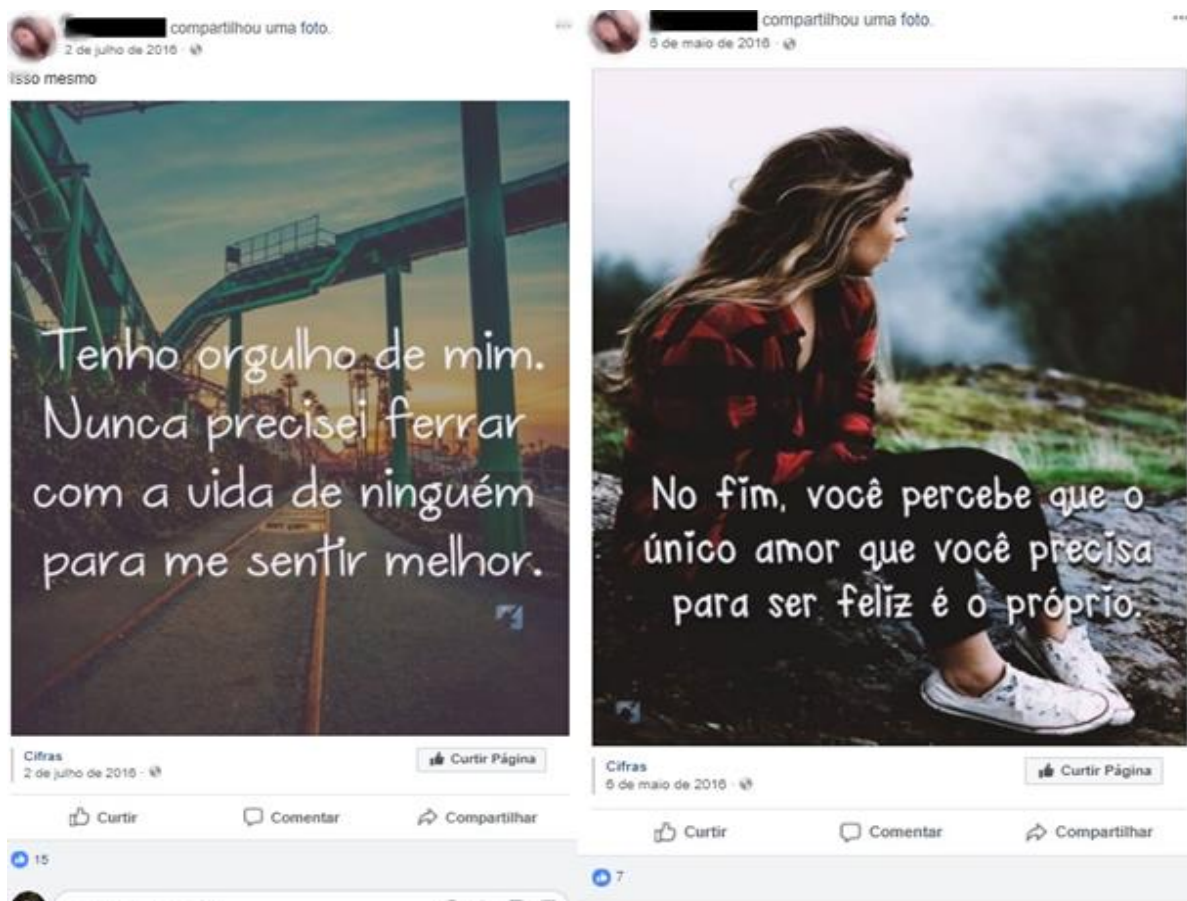 compartilhou uma foto.
2 de julho de 2016
Isso mesmo
Tenho orgulho de mim.
Nunca precisei ferrar
com a vida de ninguém
para me sentir melhor.
Cifras
2 de julho de 2016
Curtir Página
Curtir Comentar Compartilhar
15
compartilhou uma foto.
6 de maio de 2016
No fim, você percebe que o
único amor que você precisa
para ser feliz é o próprio.
Cifras
6 de maio de 2016
Curtir Página
Curtir Comentar Compartilhar
7